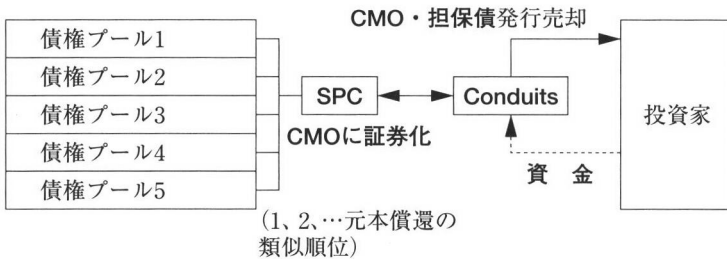 CMO・担保債発行売却
債権プール1
債権プール2
債権プール3
債権プール4
債権プール5
SPC
Conduits
投資家
CMOに証券化
資 金
(1、2、…元本償還の
類似順位)